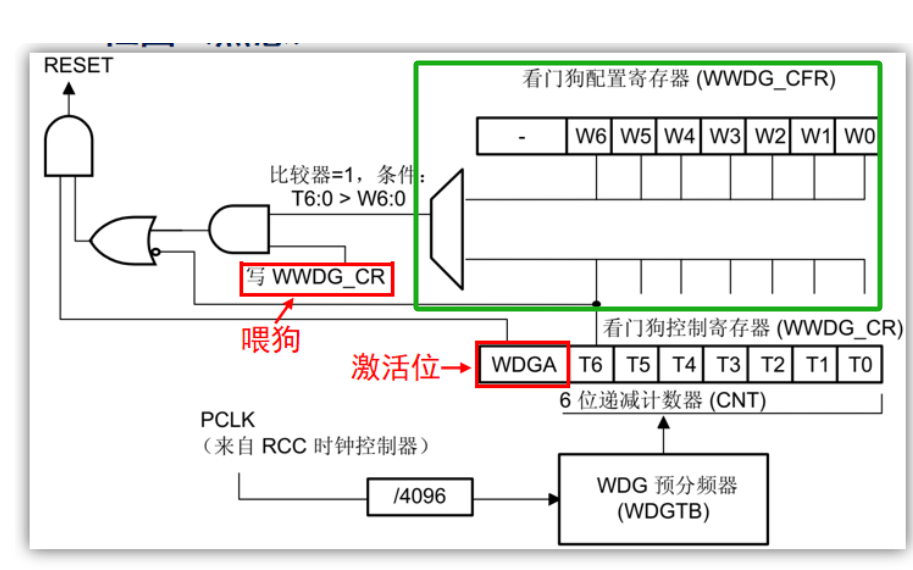 RESET
看门狗配置寄存器 (WWDG_CFR)
- W6 W5 W4 W3 W2 W1 W0
比较器=1，条件：
T6:0 > W6:0
写 WWDG_CR
喂狗
看门狗控制寄存器 (WWDG_CR)
激活位
WDGA T6 T5 T4 T3 T2 T1 T0
6 位递减计数器 (CNT)
PCLK
（来自 RCC 时钟控制器）
/4096
WDG 预分频器
(WDGTB)